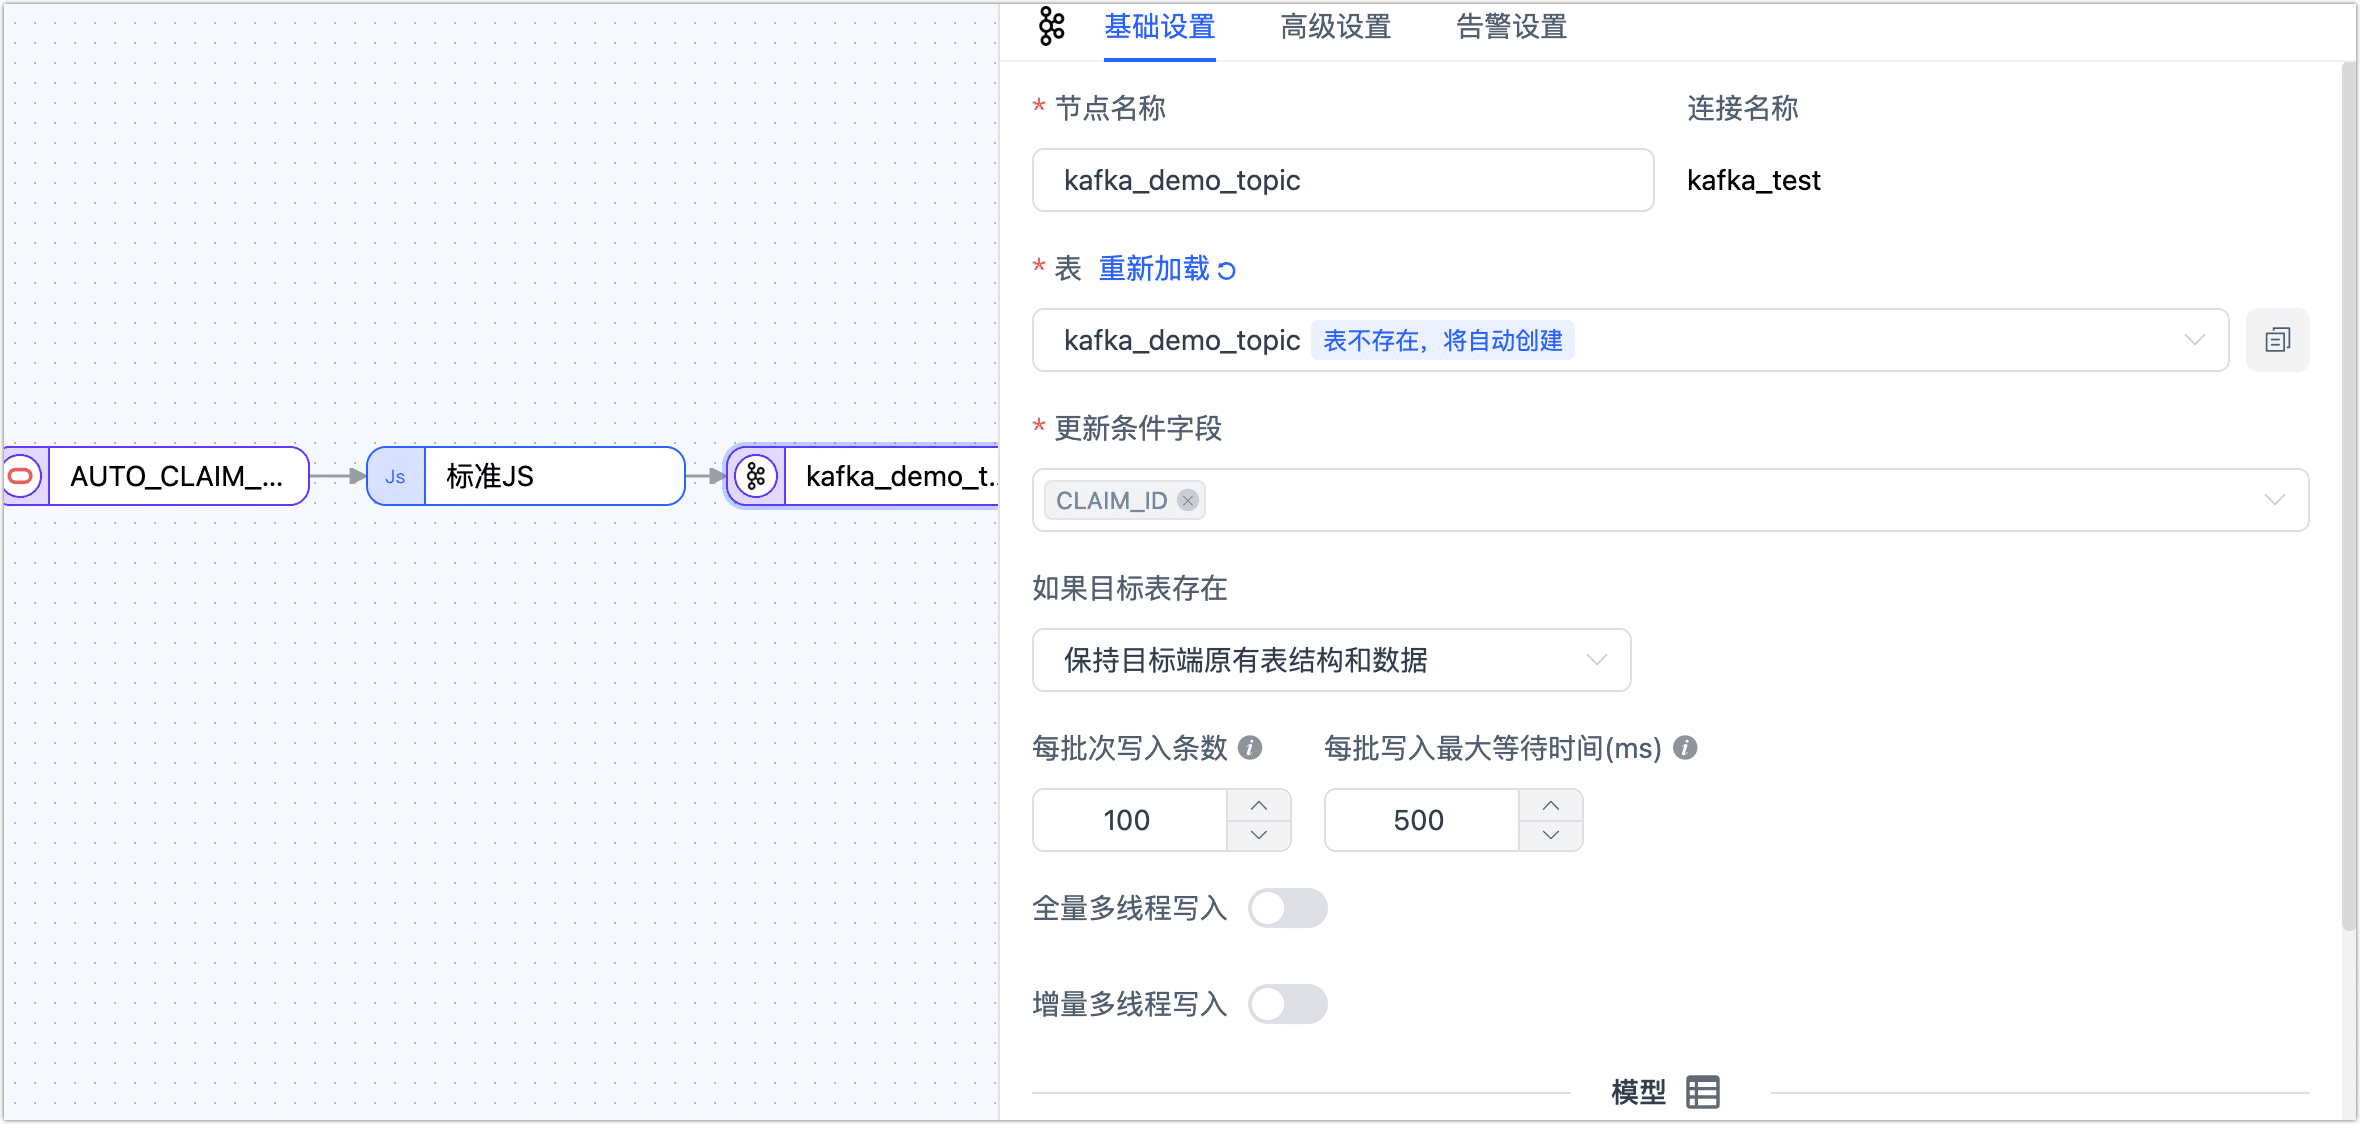 基础设置 高级设置 告警设置
* 节点名称 连接名称
kafka_demo_topic kafka_test
* 表 重新加载
kafka_demo_topic 表不存在，将自动创建
* 更新条件字段
AUTO_CLAIM_... Js 标准JS kafka_demo_t...
CLAIM_ID
如果目标表存在
保持目标端原有表结构和数据
每批次写入条数 每批写入最大等待时间(ms)
100 500
全量多线程写入
增量多线程写入
模型